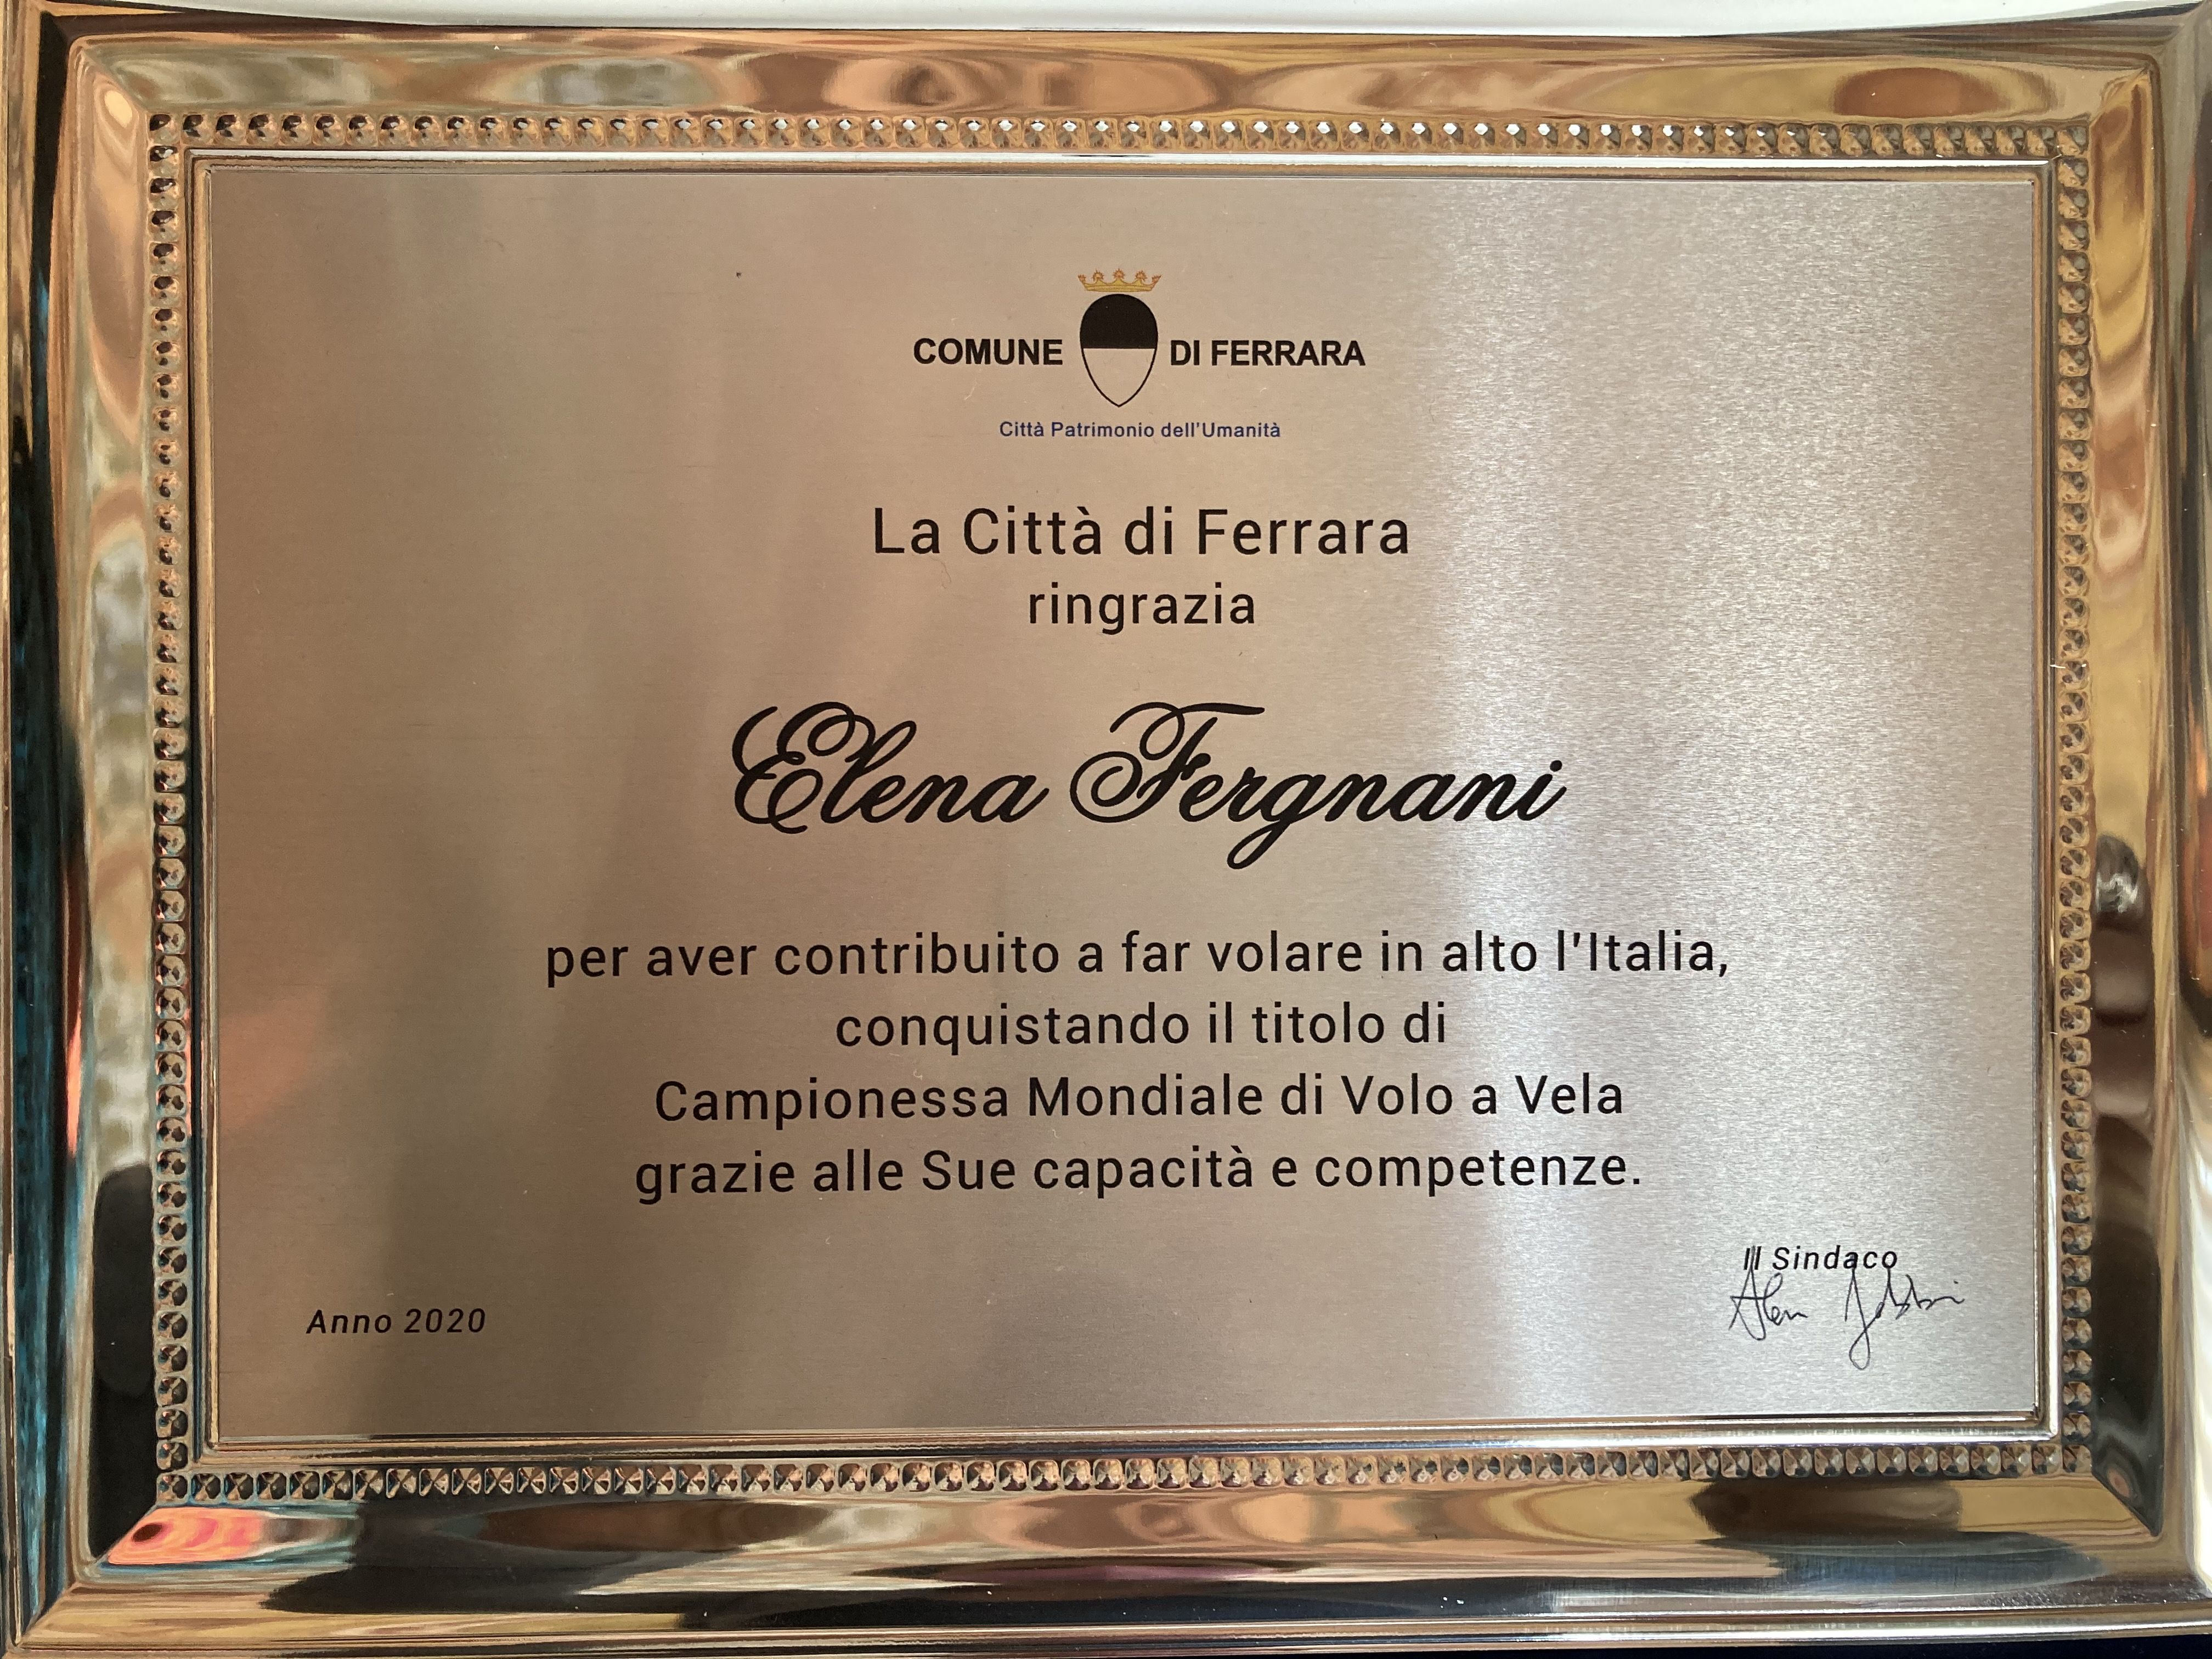 COMUNE DI FERRARA
Città Patrimonio dell'Umanità
La Città di Ferrara
ringrazia
Elena Fergnani
per aver contribuito a far volare in alto l'Italia,
conquistando il titolo di
Campionessa Mondiale di Volo a Vela
grazie alle Sue capacità e competenze.
Il Sindaco
Anno 2020